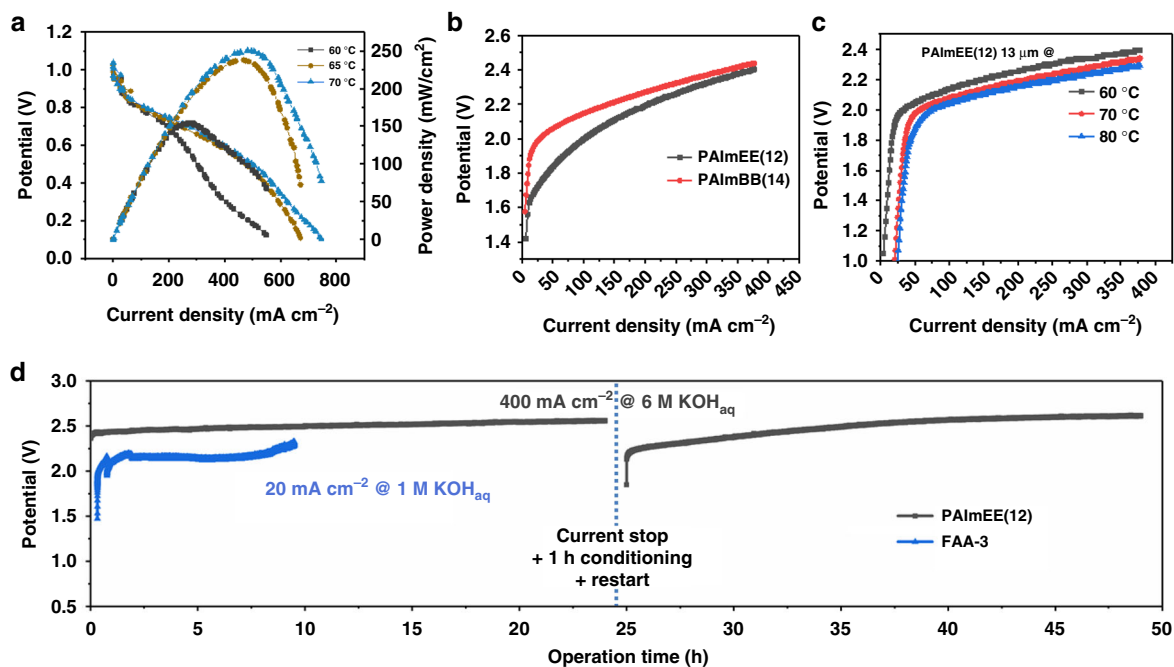 a
1.2
1.0
0.8
0.6
0.4
0.2
0.0
Potential (V)
60 °C
65 °C
70 °C
250
200
150
100
50
0
Power density (mW/cm²)
0 200 400 600 800
Current density (mA cm⁻²)
b
2.6
2.4
2.2
2.0
1.8
1.6
1.4
Potential (V)
PAImEE(12)
PAImBB(14)
0 50 100 150 200 250 300 350 400 450
Current density (mA cm⁻²)
c
2.4
2.2
2.0
1.8
1.6
1.4
1.2
1.0
Potential (V)
PAImEE(12) 13 µm @
60 °C
70 °C
80 °C
0 50 100 150 200 250 300 350 400
Current density (mA cm⁻²)
d
3.0
2.5
2.0
1.5
1.0
0.5
Potential (V)
400 mA cm⁻² @ 6 M KOHaq
20 mA cm⁻² @ 1 M KOHaq
Current stop
+ 1 h conditioning
+ restart
PAImEE(12)
FAA-3
0 5 10 15 20 25 30 35 40 45 50
Operation time (h)